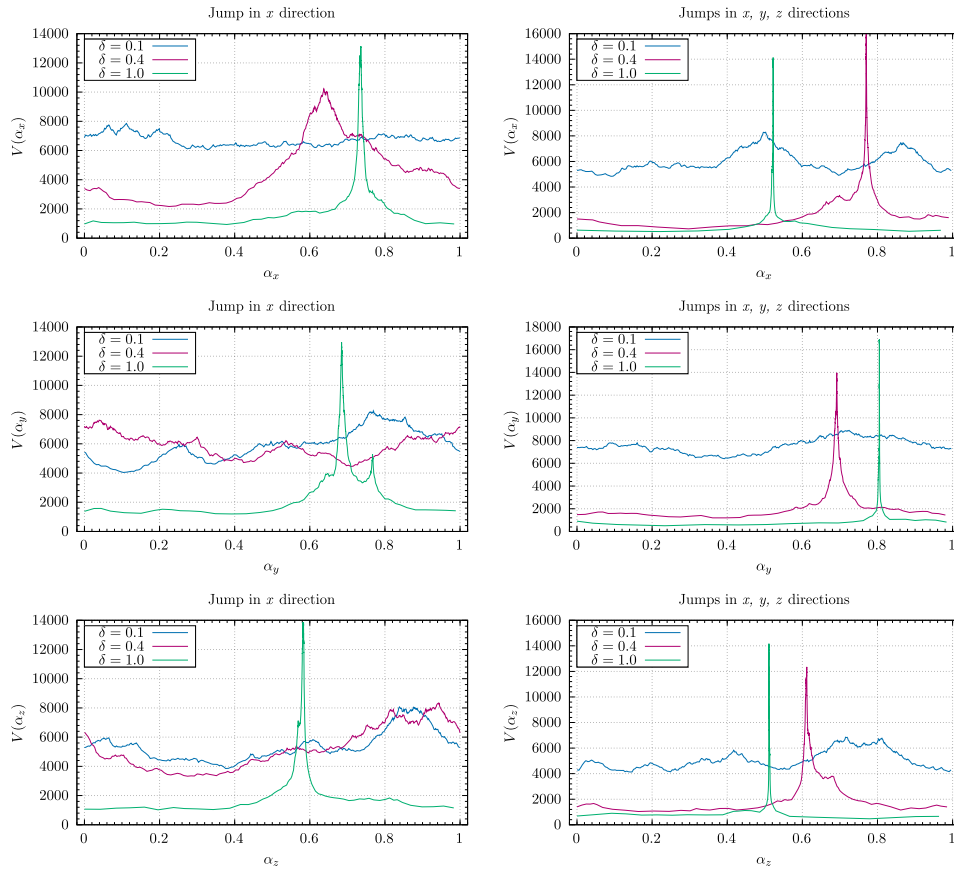 Jump in x direction
14000
12000
10000
8000
6000
4000
2000
0
V(αₓ)
δ = 0.1
δ = 0.4
δ = 1.0
0 0.2 0.4 0.6 0.8 1
αₓ
Jumps in x, y, z directions
16000
14000
12000
10000
8000
6000
4000
2000
0
V(αₓ)
δ = 0.1
δ = 0.4
δ = 1.0
0 0.2 0.4 0.6 0.8 1
αₓ
Jump in x direction
14000
12000
10000
8000
6000
4000
2000
0
V(α_y)
δ = 0.1
δ = 0.4
δ = 1.0
0 0.2 0.4 0.6 0.8 1
α_y
Jumps in x, y, z directions
18000
16000
14000
12000
10000
8000
6000
4000
2000
0
V(α_y)
δ = 0.1
δ = 0.4
δ = 1.0
0 0.2 0.4 0.6 0.8 1
α_y
Jump in x direction
14000
12000
10000
8000
6000
4000
2000
0
V(α_z)
δ = 0.1
δ = 0.4
δ = 1.0
0 0.2 0.4 0.6 0.8 1
α_z
Jumps in x, y, z directions
16000
14000
12000
10000
8000
6000
4000
2000
0
V(α_z)
δ = 0.1
δ = 0.4
δ = 1.0
0 0.2 0.4 0.6 0.8 1
α_z